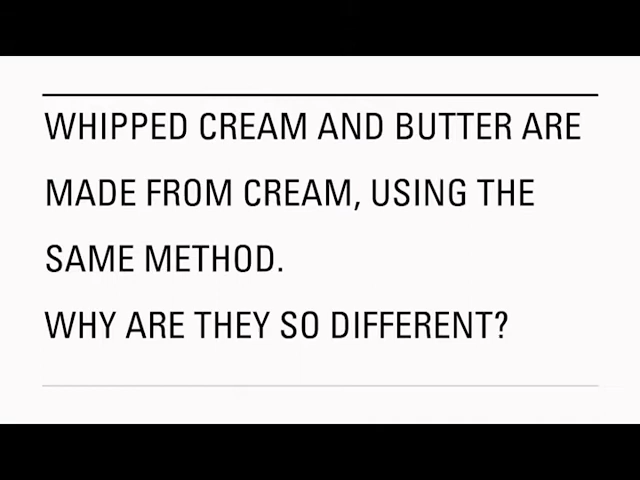 WHIPPED CREAM AND BUTTER ARE
MADE FROM CREAM, USING THE
SAME METHOD.
WHY ARE THEY SO DIFFERENT?